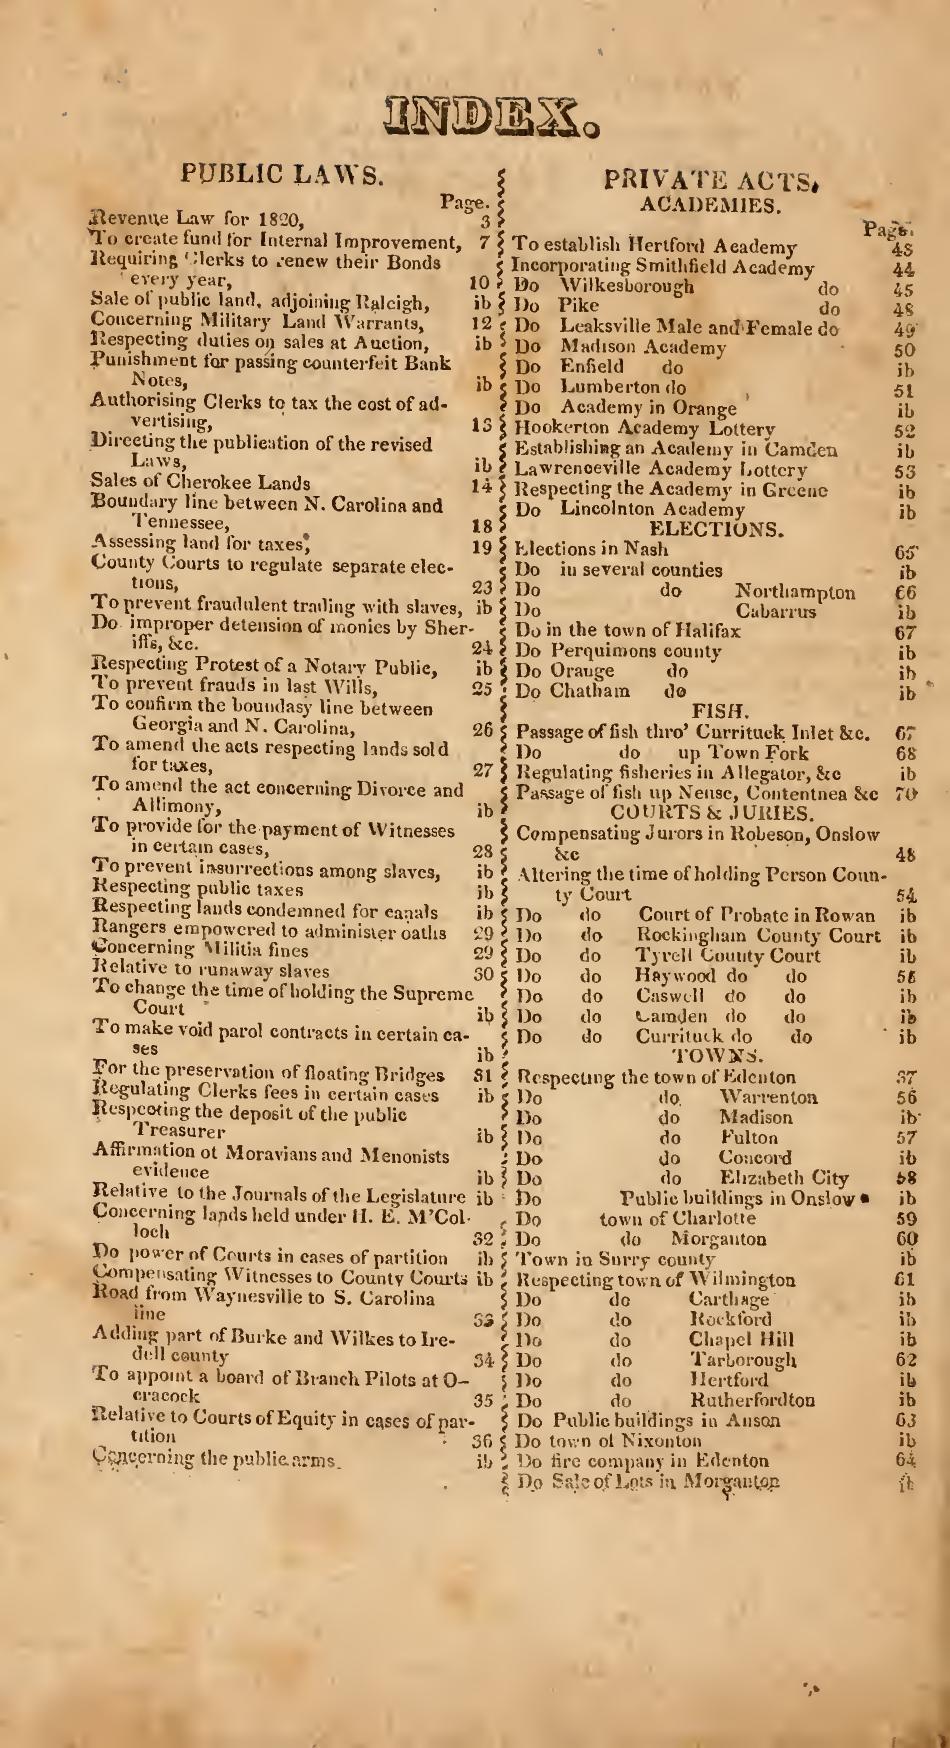 INDEX.
PUBLIC LAWS.
Page.
Revenue Law for 1820, 3
To create fund for Internal Improvement, 7
Requiring Clerks to renew their Bonds
every year, 10
Sale of public land, adjoining Raleigh, ib
Concerning Military Land Warrants, 12
Respecting duties on sales at Auction, ib
Punishment for passing counterfeit Bank
Notes, ib
Authorising Clerks to tax the cost of ad-
vertising, 13
Directing the publication of the revised
Laws, ib
Sales of Cherokee Lands 14
Boundary line between N. Carolina and
Tennessee, 18
Assessing land for taxes, 19
County Courts to regulate separate elec-
tions, 23
To prevent fraudulent trading with slaves, ib
Do improper detension of monies by Sher-
iffs, &c. 24
Respecting Protest of a Notary Public, ib
To prevent frauds in last Wills, 25
To confirm the boundasy line between
Georgia and N. Carolina, 26
To amend the acts respecting lands sold
for taxes, 27
To amend the act concerning Divorce and
Allimony, ib
To provide for the payment of Witnesses
in certain cases, 28
To prevent insurrections among slaves, ib
Respecting public taxes ib
Respecting lands condemned for canals ib
Rangers empowered to administer oaths 29
Concerning Militia fines 29
Relative to runaway slaves 30
To change the time of holding the Supreme
Court ib
To make void parol contracts in certain ca-
ses ib
For the preservation of floating Bridges 31
Regulating Clerks fees in certain cases ib
Respecting the deposit of the public
Treasurer ib
Affirmation of Moravians and Menonists
evidence ib
Relative to the Journals of the Legislature ib
Concerning lands held under H. E. M'Col-
loch 32
Do power of Courts in cases of partition ib
Compensating Witnesses to County Courts ib
Road from Waynesville to S. Carolina
line 33
Adding part of Burke and Wilkes to Ire-
dell county 34
To appoint a board of Branch Pilots at O-
cracock 35
Relative to Courts of Equity in cases of par-
tition 36
Concerning the public arms. ib
PRIVATE ACTS,
ACADEMIES.
Page.
To establish Hertford Aeademy 43
Incorporating Smithfield Academy 44
Do Wilkesborough do 45
Do Pike do 48
Do Leaksville Male and Female do 49
Do Madison Academy 50
Do Enfield do ib
Do Lumberton do 51
Do Academy in Orange ib
Hookerton Academy Lottery 52
Establishing an Academy in Camden ib
Lawrenceville Academy Lottery 53
Respecting the Academy in Greene ib
Do Lincolnton Academy ib
ELECTIONS.
Elections in Nash 65
Do in several counties ib
Do do Northampton 66
Do Cabarrus ib
Do in the town of Halifax 67
Do Perquimons county ib
Do Orange do ib
Do Chatham do ib
FISH.
Passage of fish thro' Currituck Inlet &c. 67
Do do up Town Fork 68
Regulating fisheries in Allegator, &c ib
Passage of fish up Neuse, Contentnea &c 70
COURTS & JURIES.
Compensating Jurors in Robeson, Onslow
&c 48
Altering the time of holding Person Coun-
ty Court 54
Do do Court of Probate in Rowan ib
Do do Rockingham County Court ib
Do do Tyrell County Court ib
Do do Haywood do do 55
Do do Caswell do do ib
Do do Camden do do ib
Do do Currituck do do ib
TOWNS.
Respecting the town of Edenton 37
Do do Warrenton 56
Do do Madison ib
Do do Fulton 57
Do do Concord ib
Do do Elizabeth City 58
Do Public buildings in Onslow ib
Do town of Charlotte 59
Do do Morganton 60
Town in Surry county ib
Respecting town of Wilmington 61
Do do Carthage ib
Do do Rockford ib
Do do Chapel Hill ib
Do do Tarborough 62
Do do Hertford ib
Do do Rutherfordton ib
Do Public buildings in Anson 63
Do town of Nixonton ib
Do fire company in Edenton 64
Do Sale of Lots in Morganton ib